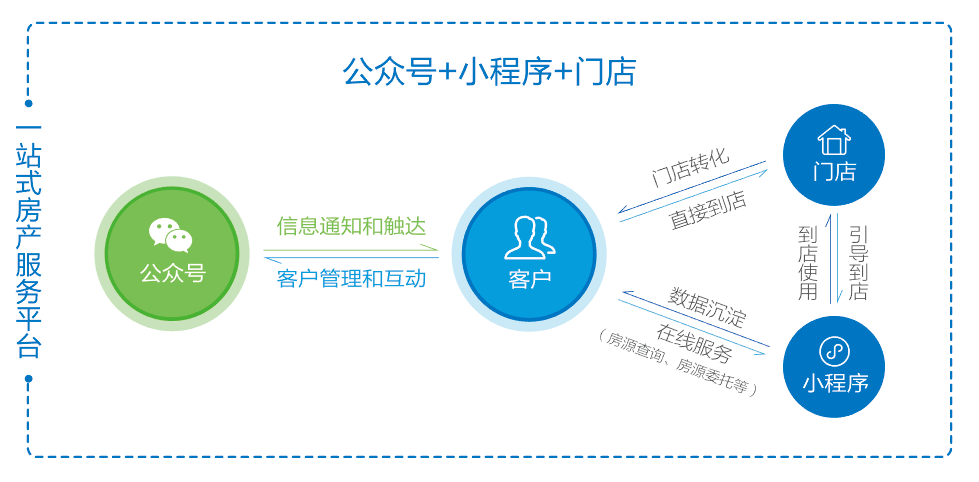 公众号+小程序+门店
一站式房产服务平台
公众号
信息通知和触达
客户管理和互动
客户
门店转化
直接到店
门店
到店使用
引导到店
数据沉淀
在线服务
（房源查询、房源委托等）
小程序